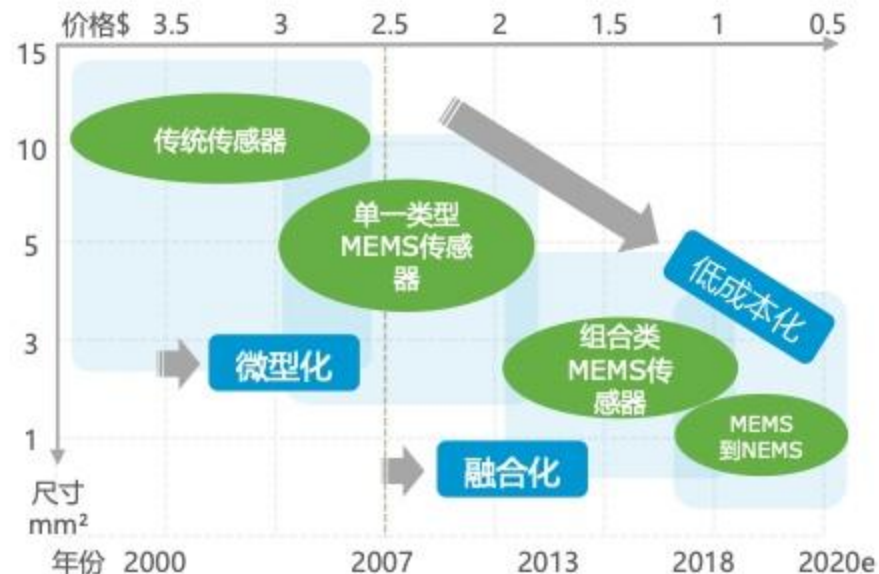 价格$ 3.5 3 2.5 2 1.5 1 0.5
15
传统传感器
10
单一类型
MEMS传感
器
5
低成本化
组合类
MEMS传
感器
3
微型化
MEMS
到NEMS
1
融合化
尺寸
mm²
年份 2000 2007 2013 2018 2020e